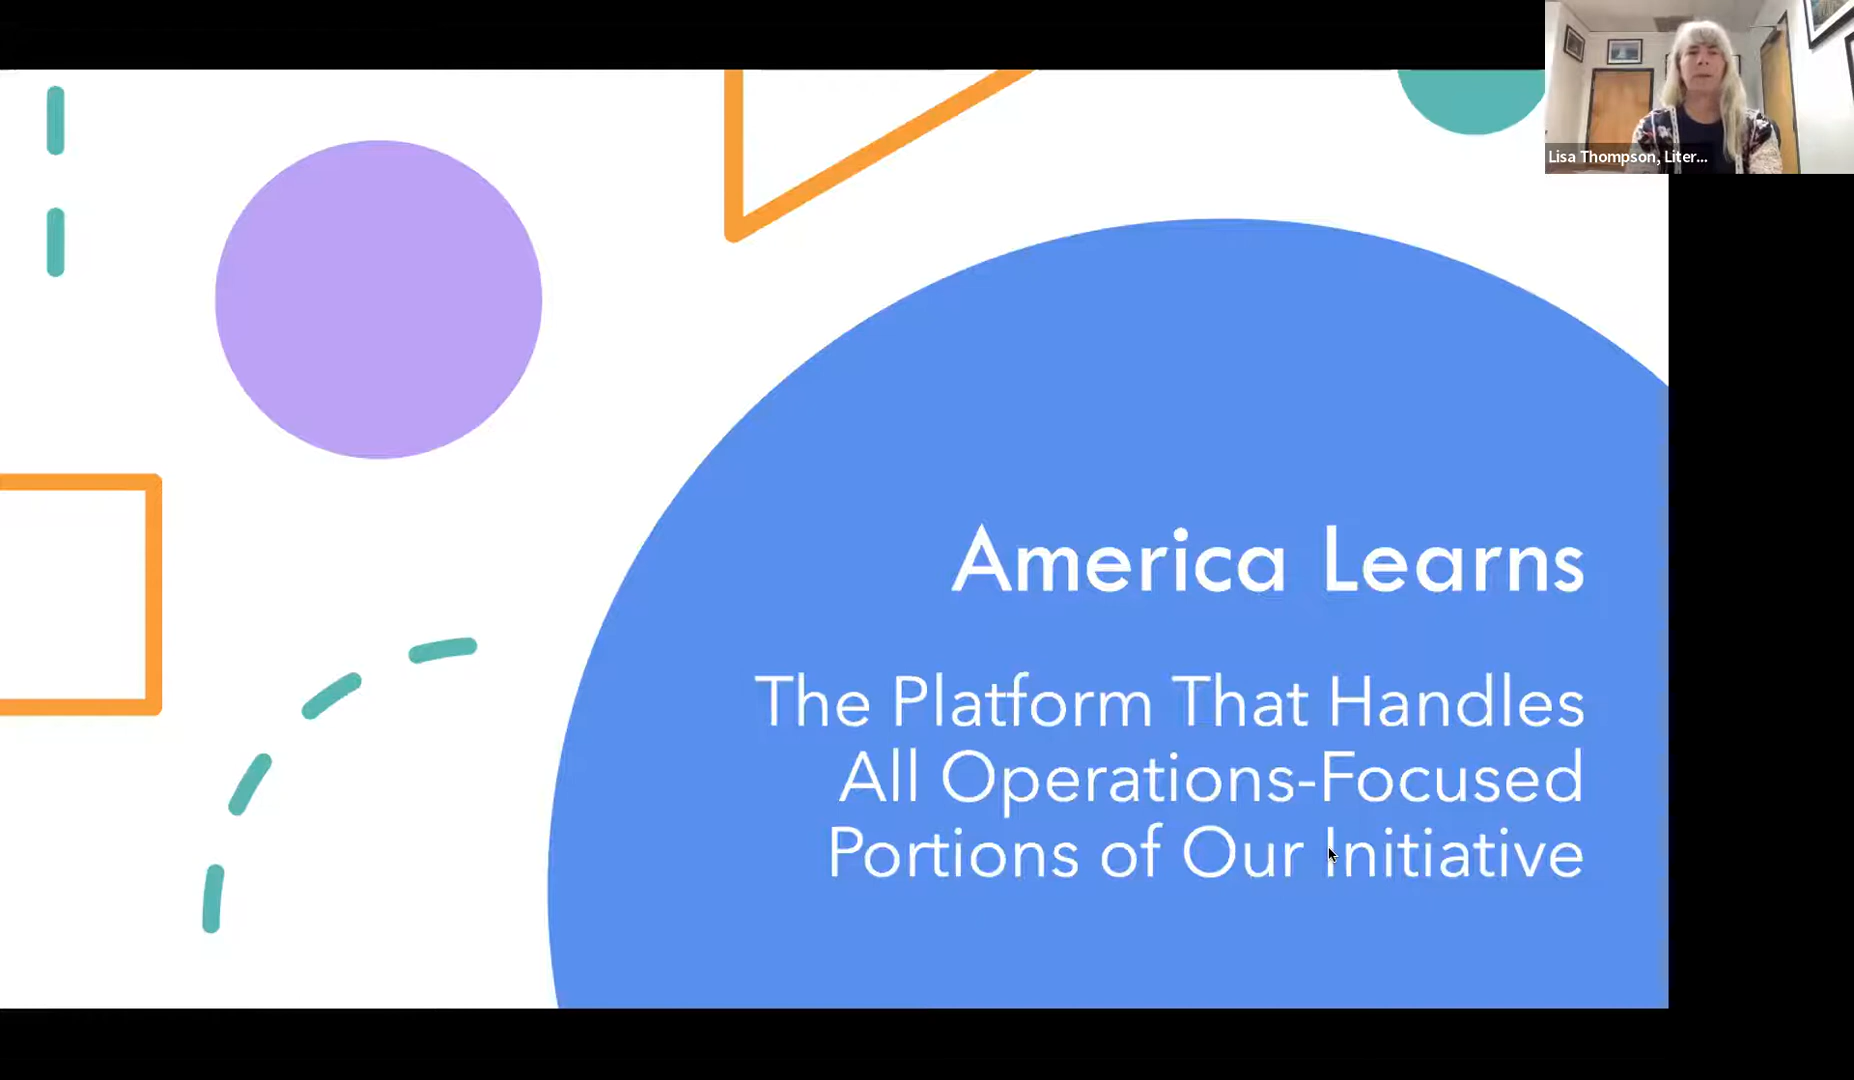 Lisa Thompson, Liter...
America Learns
The Platform That Handles
All Operations-Focused
Portions of Our Initiative